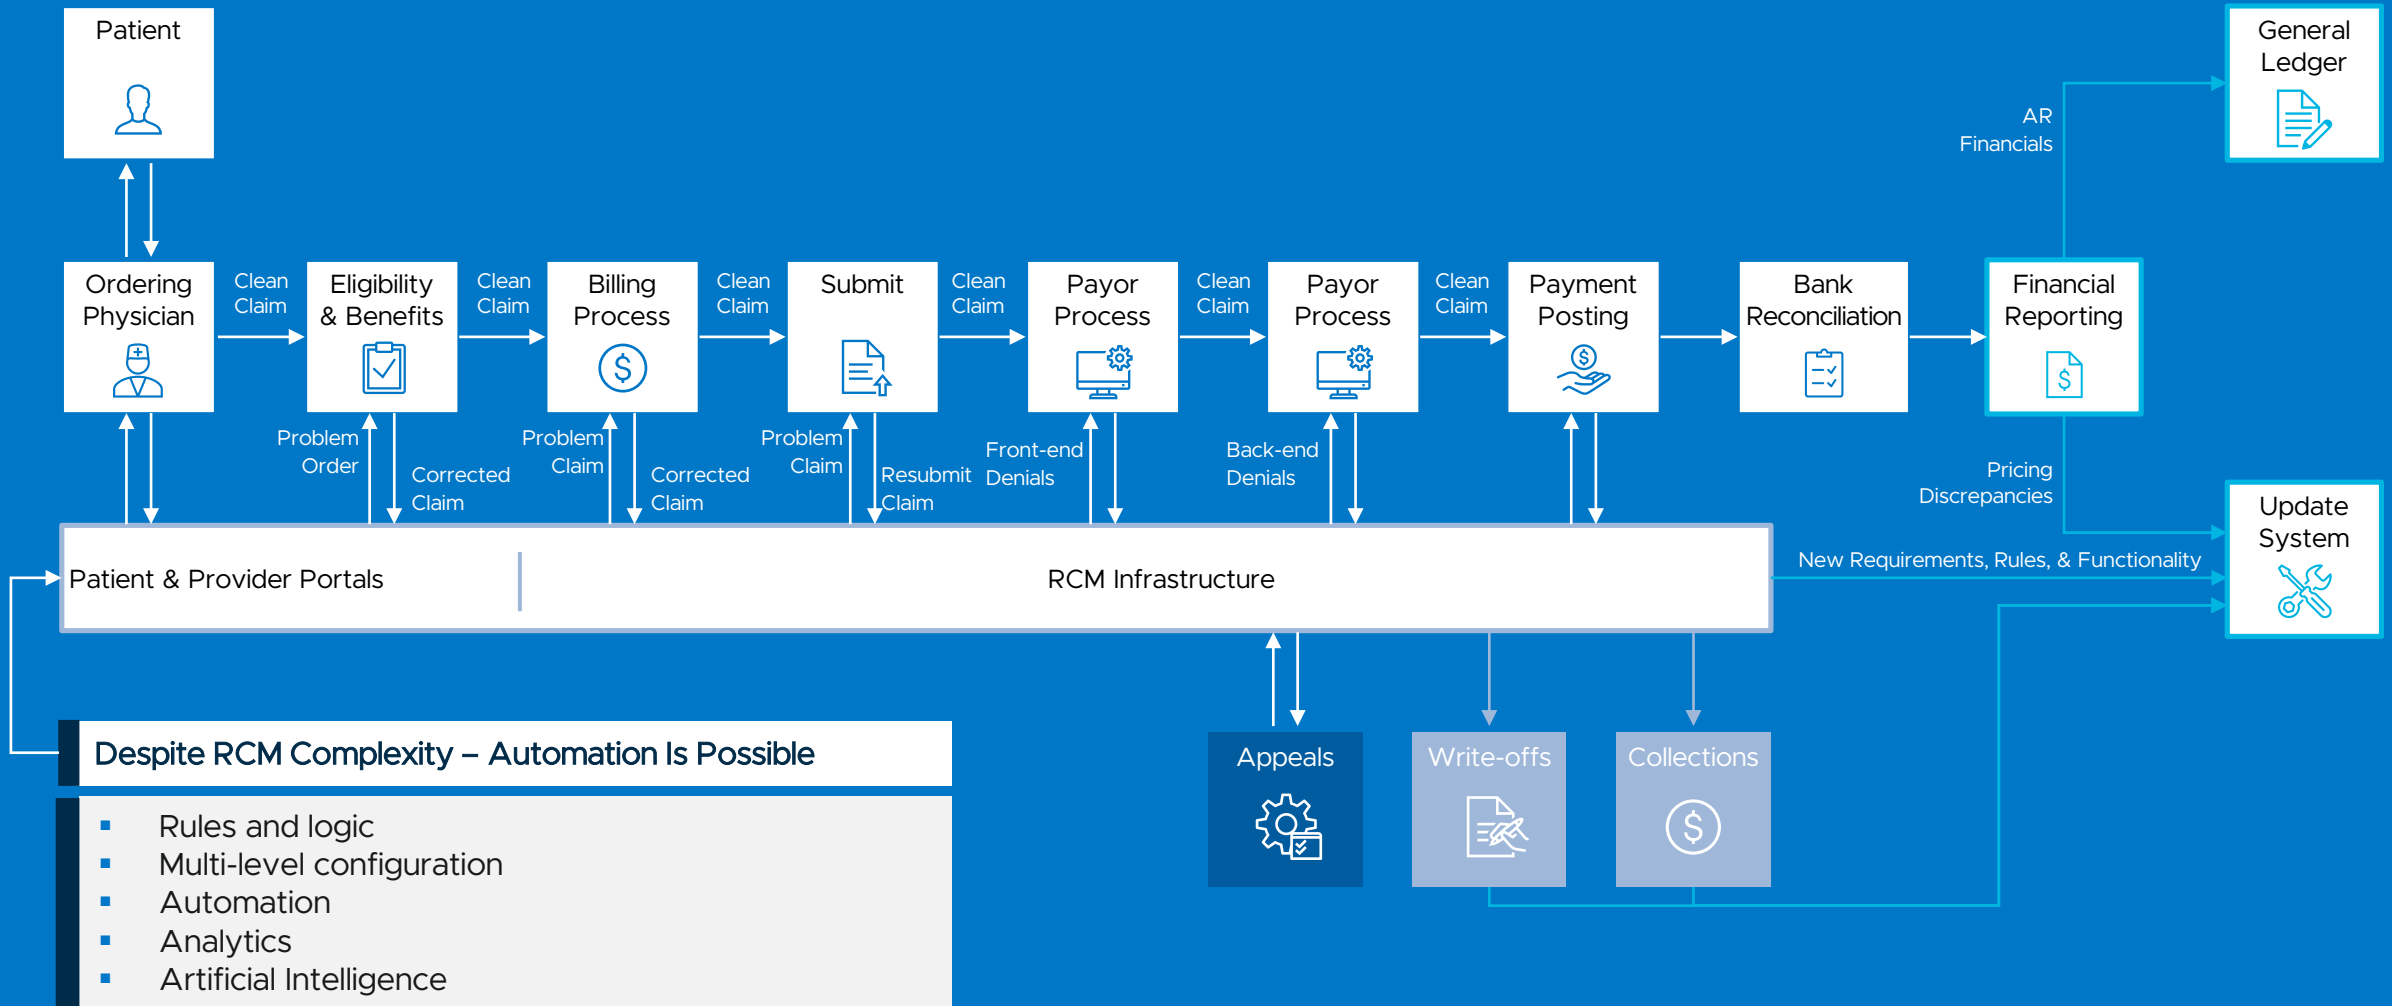 Patient
General
Ledger
AR
Financials
Ordering
Physician
Clean
Claim
Eligibility
& Benefits
Clean
Claim
Billing
Process
Clean
Claim
Submit
Clean
Claim
Payor
Process
Clean
Claim
Payor
Process
Clean
Claim
Payment
Posting
Bank
Reconciliation
Financial
Reporting
Problem
Order
Corrected
Claim
Problem
Claim
Corrected
Claim
Problem
Claim
Resubmit
Claim
Front-end
Denials
Back-end
Denials
Pricing
Discrepancies
Update
System
Patient & Provider Portals
RCM Infrastructure
New Requirements, Rules, & Functionality
Despite RCM Complexity – Automation Is Possible
Appeals
Write-offs
Collections
▪ Rules and logic
▪ Multi-level configuration
▪ Automation
▪ Analytics
▪ Artificial Intelligence